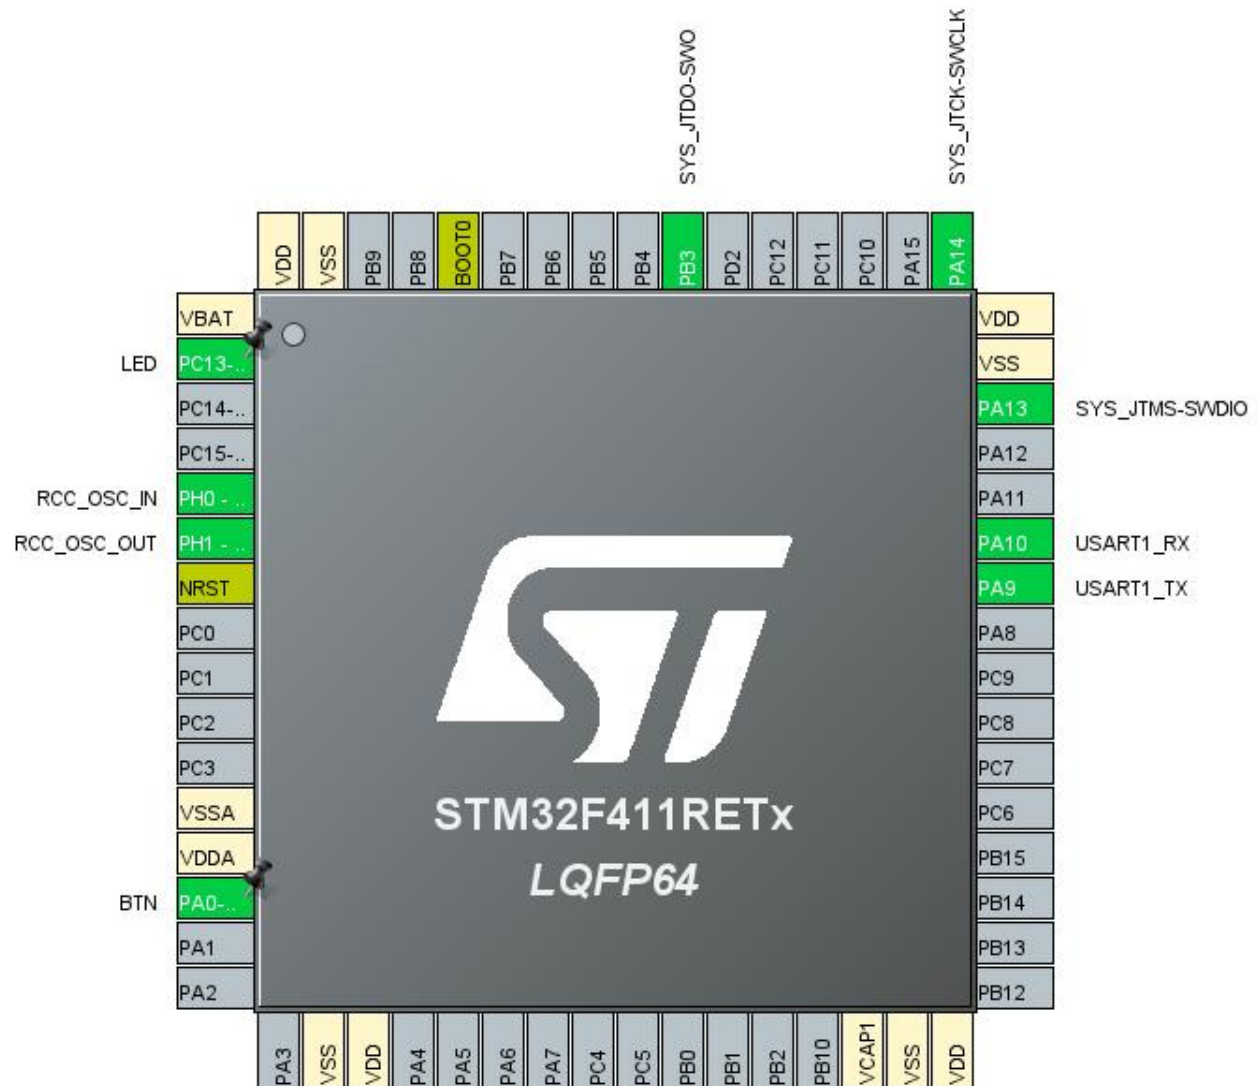 SYS_JTDO-SWO
SYS_JTCK-SWCLK
VDD
VSS
PB9
PB8
BOOT0
PB7
PB6
PB5
PB4
PB3
PD2
PC12
PC11
PC10
PA15
PA14
VBAT
LED PC13-..
PC14-..
PC15-..
RCC_OSC_IN PH0 - ..
RCC_OSC_OUT PH1 - ..
NRST
PC0
PC1
PC2
PC3
VSSA
VDDA
BTN PA0-..
PA1
PA2
STM32F411RETx
LQFP64
VDD
VSS
PA13 SYS_JTMS-SWDIO
PA12
PA11
PA10 USART1_RX
PA9 USART1_TX
PA8
PC9
PC8
PC7
PC6
PB15
PB14
PB13
PB12
PA3
VSS
VDD
PA4
PA5
PA6
PA7
PC4
PC5
PB0
PB1
PB2
PB10
VCAP1
VSS
VDD